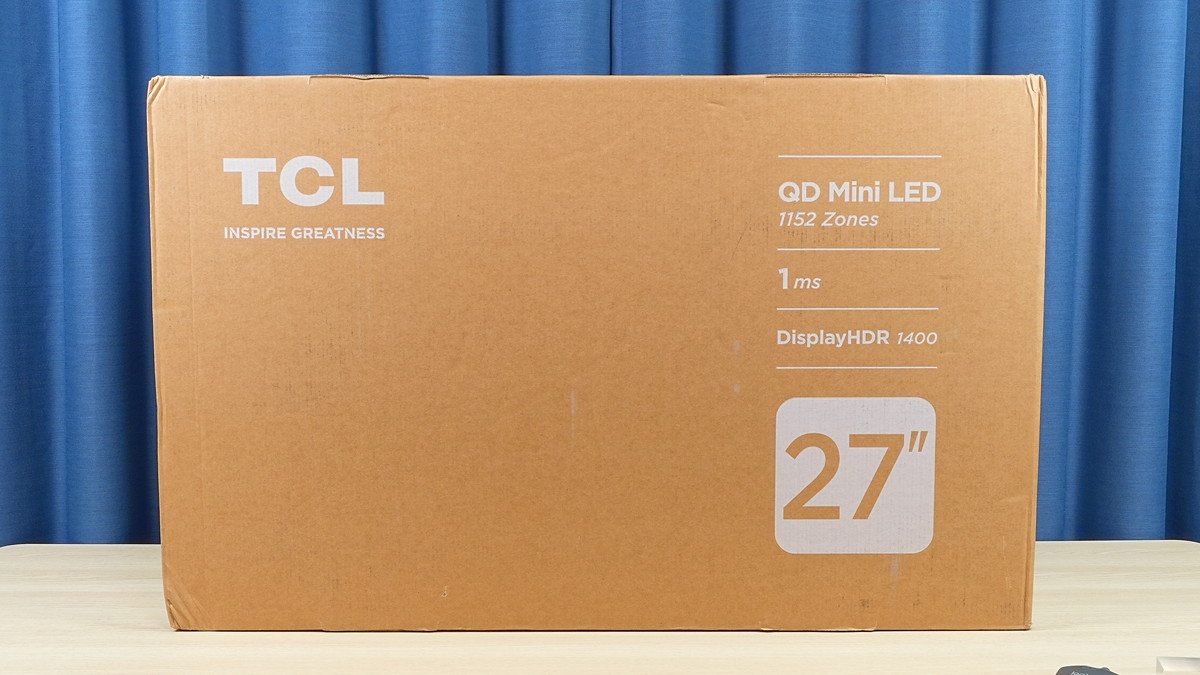 TCL
INSPIRE GREATNESS
QD Mini LED
1152 Zones
1ms
DisplayHDR 1400
27"